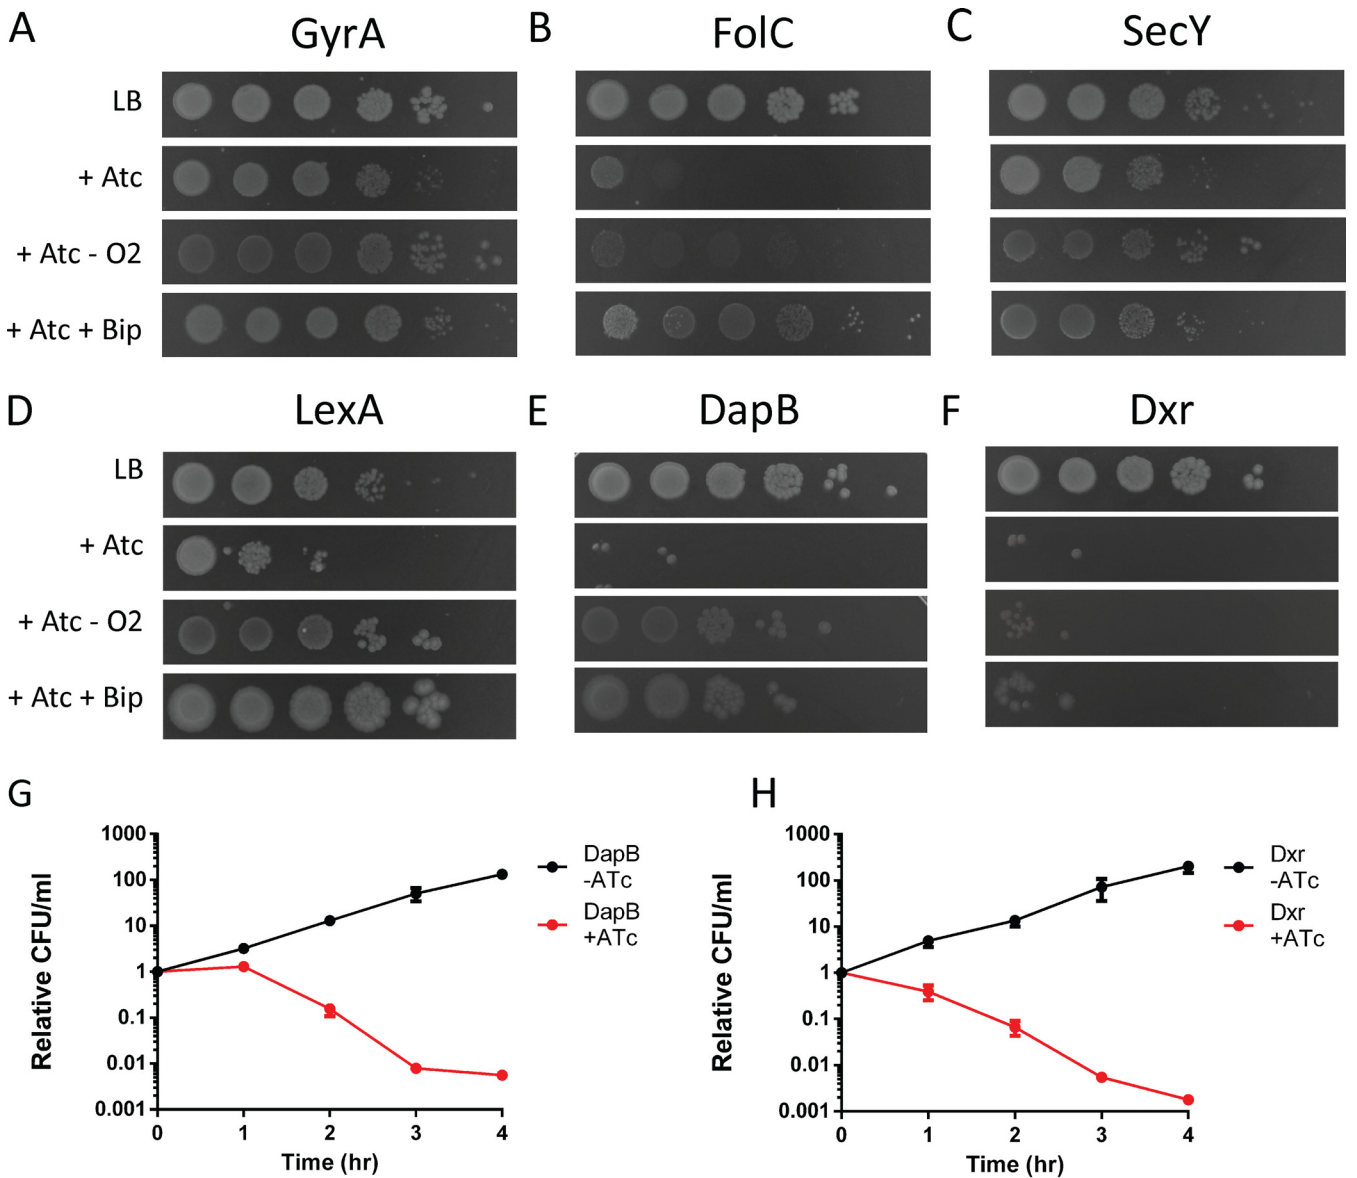 A
GyrA
B
FolC
C
SecY
LB
+ Atc
+ Atc - O2
+ Atc + Bip
D
LexA
E
DapB
F
Dxr
LB
+ Atc
+ Atc - O2
+ Atc + Bip
G
Relative CFU/ml
1000
100
10
1
0.1
0.01
0.001
0 1 2 3 4
Time (hr)
DapB
-ATc
DapB
+ATc
H
Relative CFU/ml
1000
100
10
1
0.1
0.01
0.001
0 1 2 3 4
Time (hr)
Dxr
-ATc
Dxr
+ATc